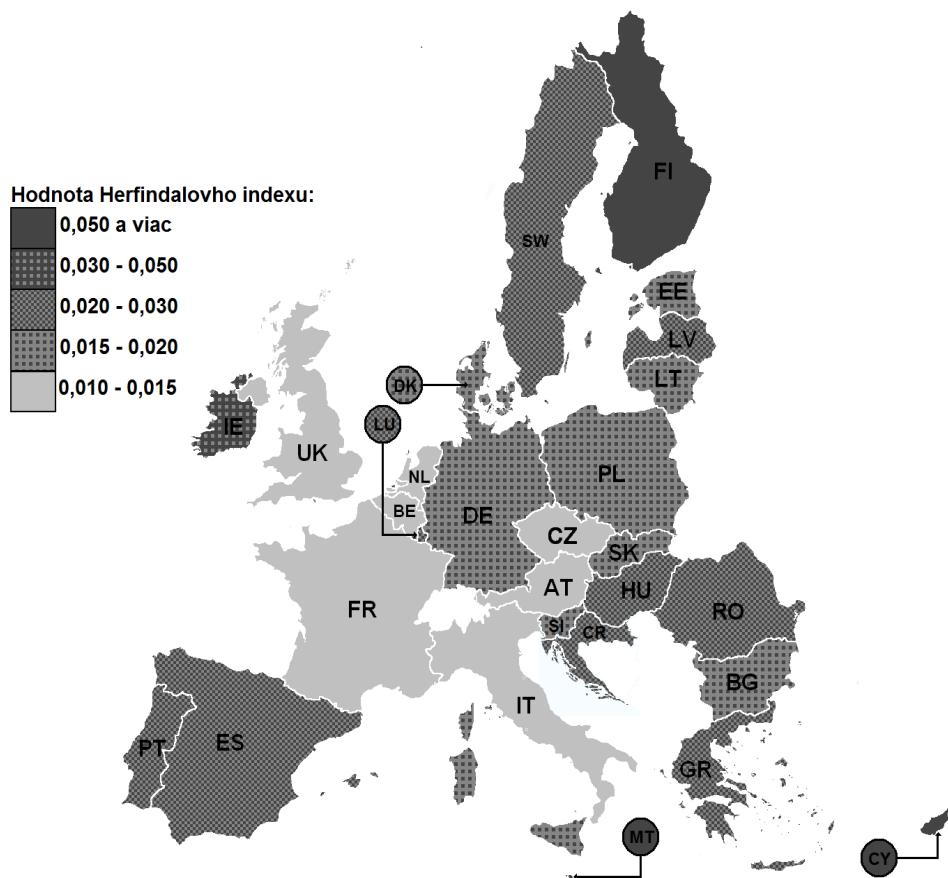 Hodnota Herfindalovho indexu:
0,050 a viac
0,030 - 0,050
0,020 - 0,030
0,015 - 0,020
0,010 - 0,015
FI
SW
EE
LV
LT
DK
LU
IE
UK
NL
BE
DE
PL
CZ
SK
AT
HU
FR
SI
CR
RO
BG
IT
PT
ES
GR
MT
CY